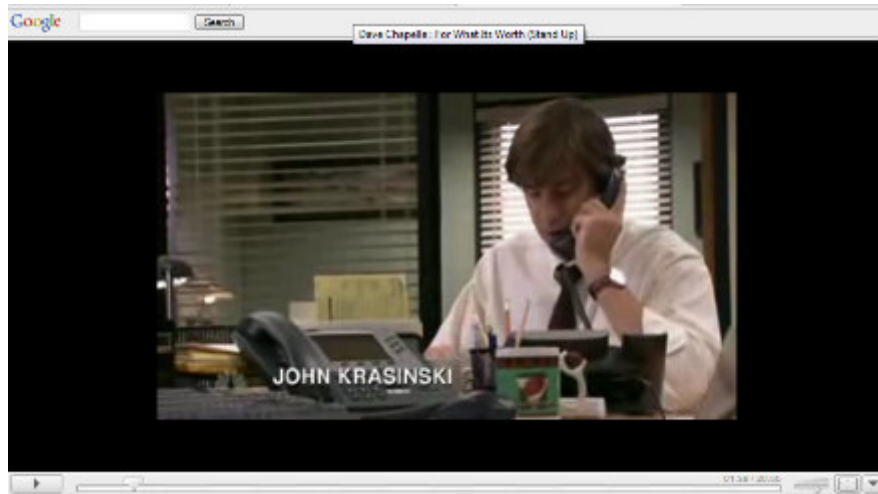 Google
Search
Dave Chapelle: For What Its Worth (Stand Up)
JOHN KRASINSKI